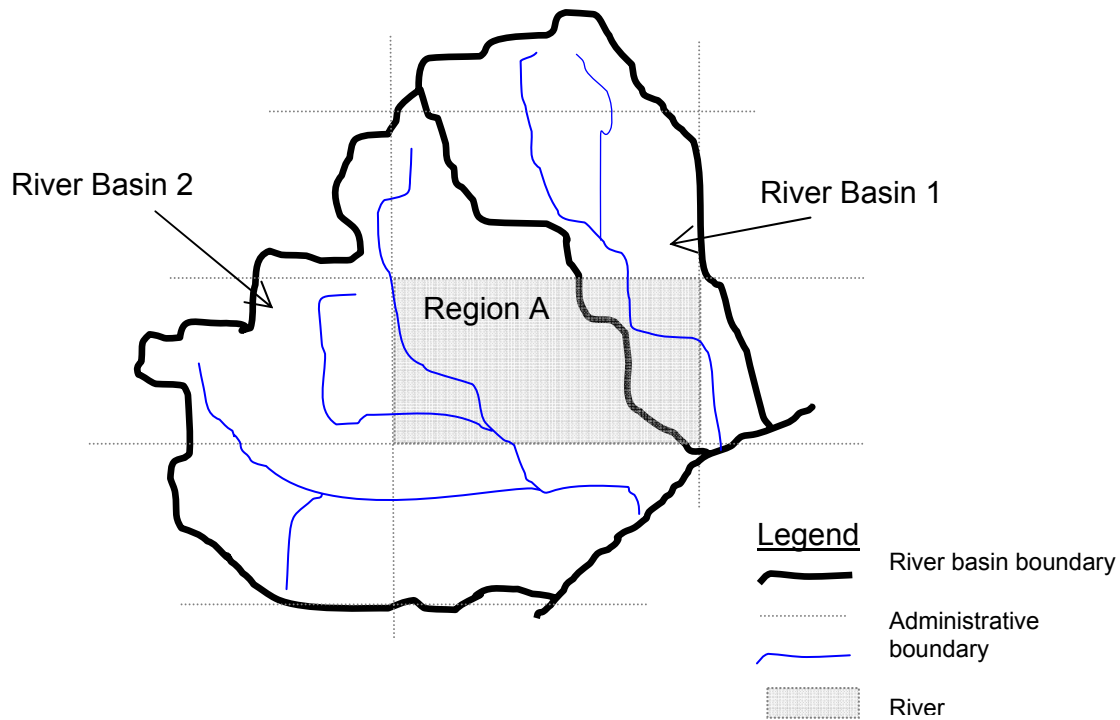 River Basin 2
River Basin 1
Region A
Legend
River basin boundary
Administrative
boundary
River